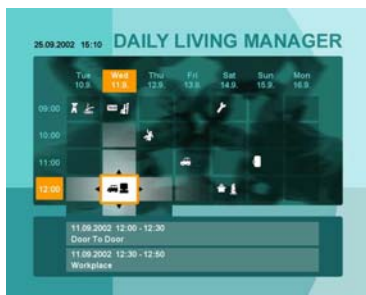 25.09.2002 15:10 DAILY LIVING MANAGER
Tue Wed Thu Fri Sat Sun Mon
10.9. 11.9. 12.9. 13.9. 14.9. 15.9. 16.9.
09:00
10:00
11:00
12:00
11.09.2002 12:00 - 12:30
Door To Door
11.09.2002 12:30 - 12:50
Workplace